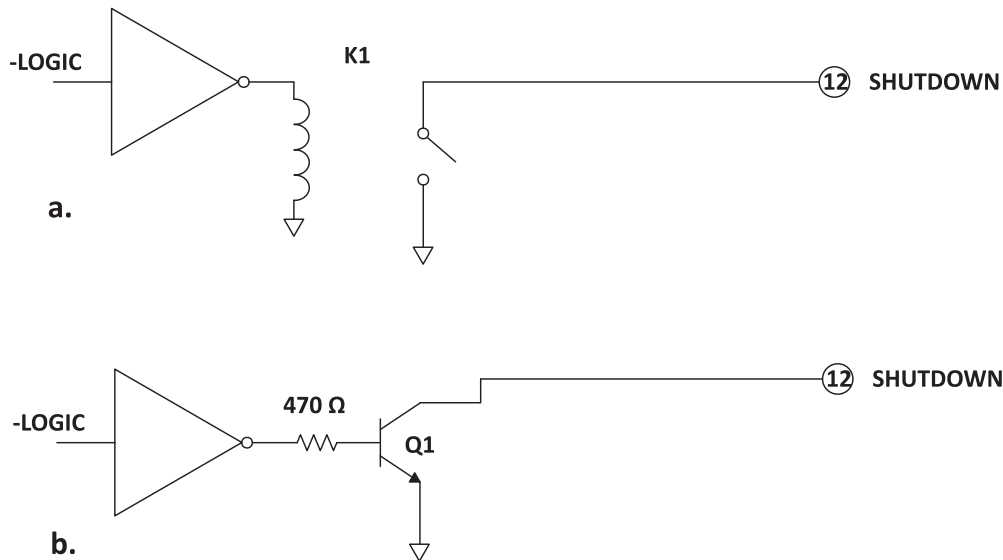 -LOGIC
K1
12 SHUTDOWN
a.
-LOGIC
470 Ω
Q1
12 SHUTDOWN
b.